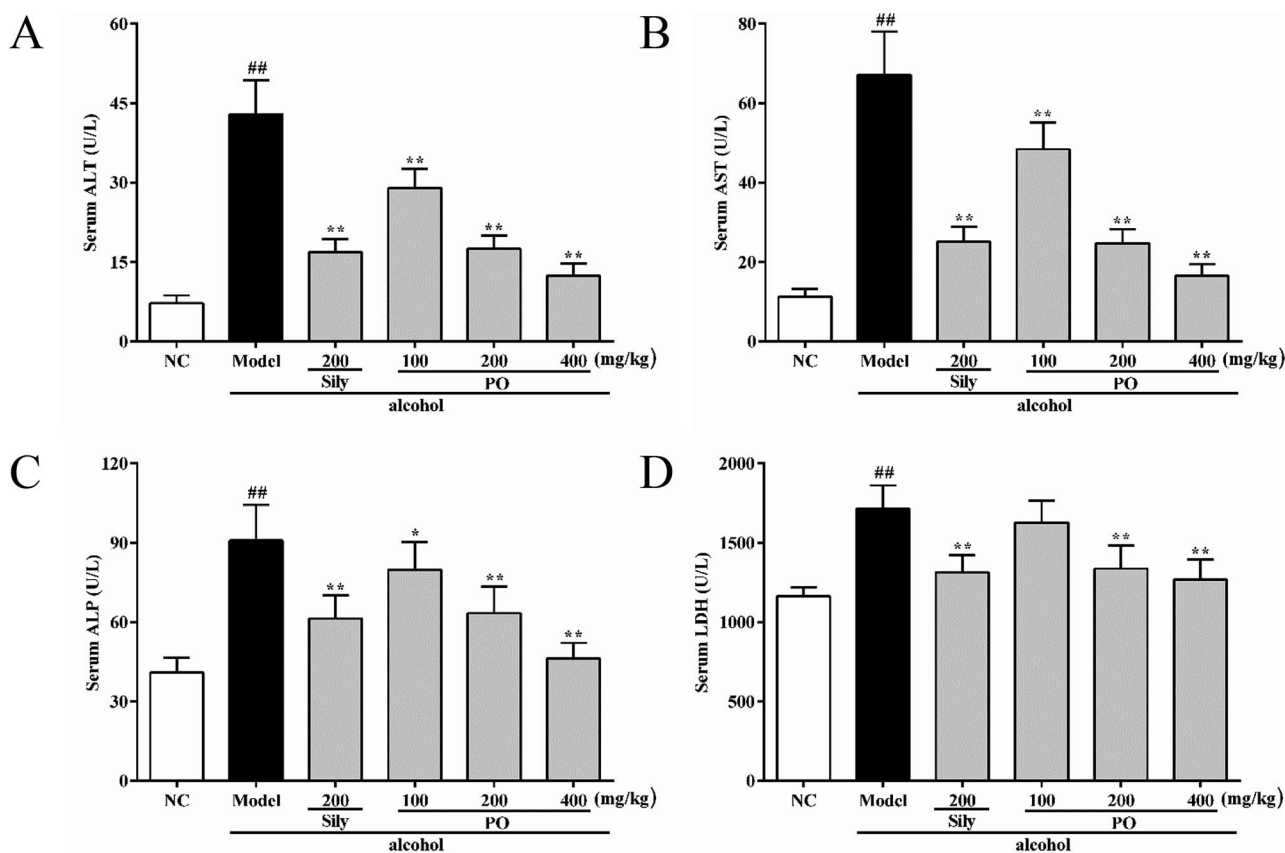 A
Serum ALT (U/L)
60
45
30
15
0
##
**
**
**
**
NC Model 200 100 200 400 (mg/kg)
Sily PO
alcohol
B
Serum AST (U/L)
80
60
40
20
0
##
**
**
**
**
NC Model 200 100 200 400 (mg/kg)
Sily PO
alcohol
C
Serum ALP (U/L)
120
90
60
30
0
##
**
*
**
**
NC Model 200 100 200 400 (mg/kg)
Sily PO
alcohol
D
Serum LDH (U/L)
2000
1500
1000
500
0
##
**
**
**
NC Model 200 100 200 400 (mg/kg)
Sily PO
alcohol